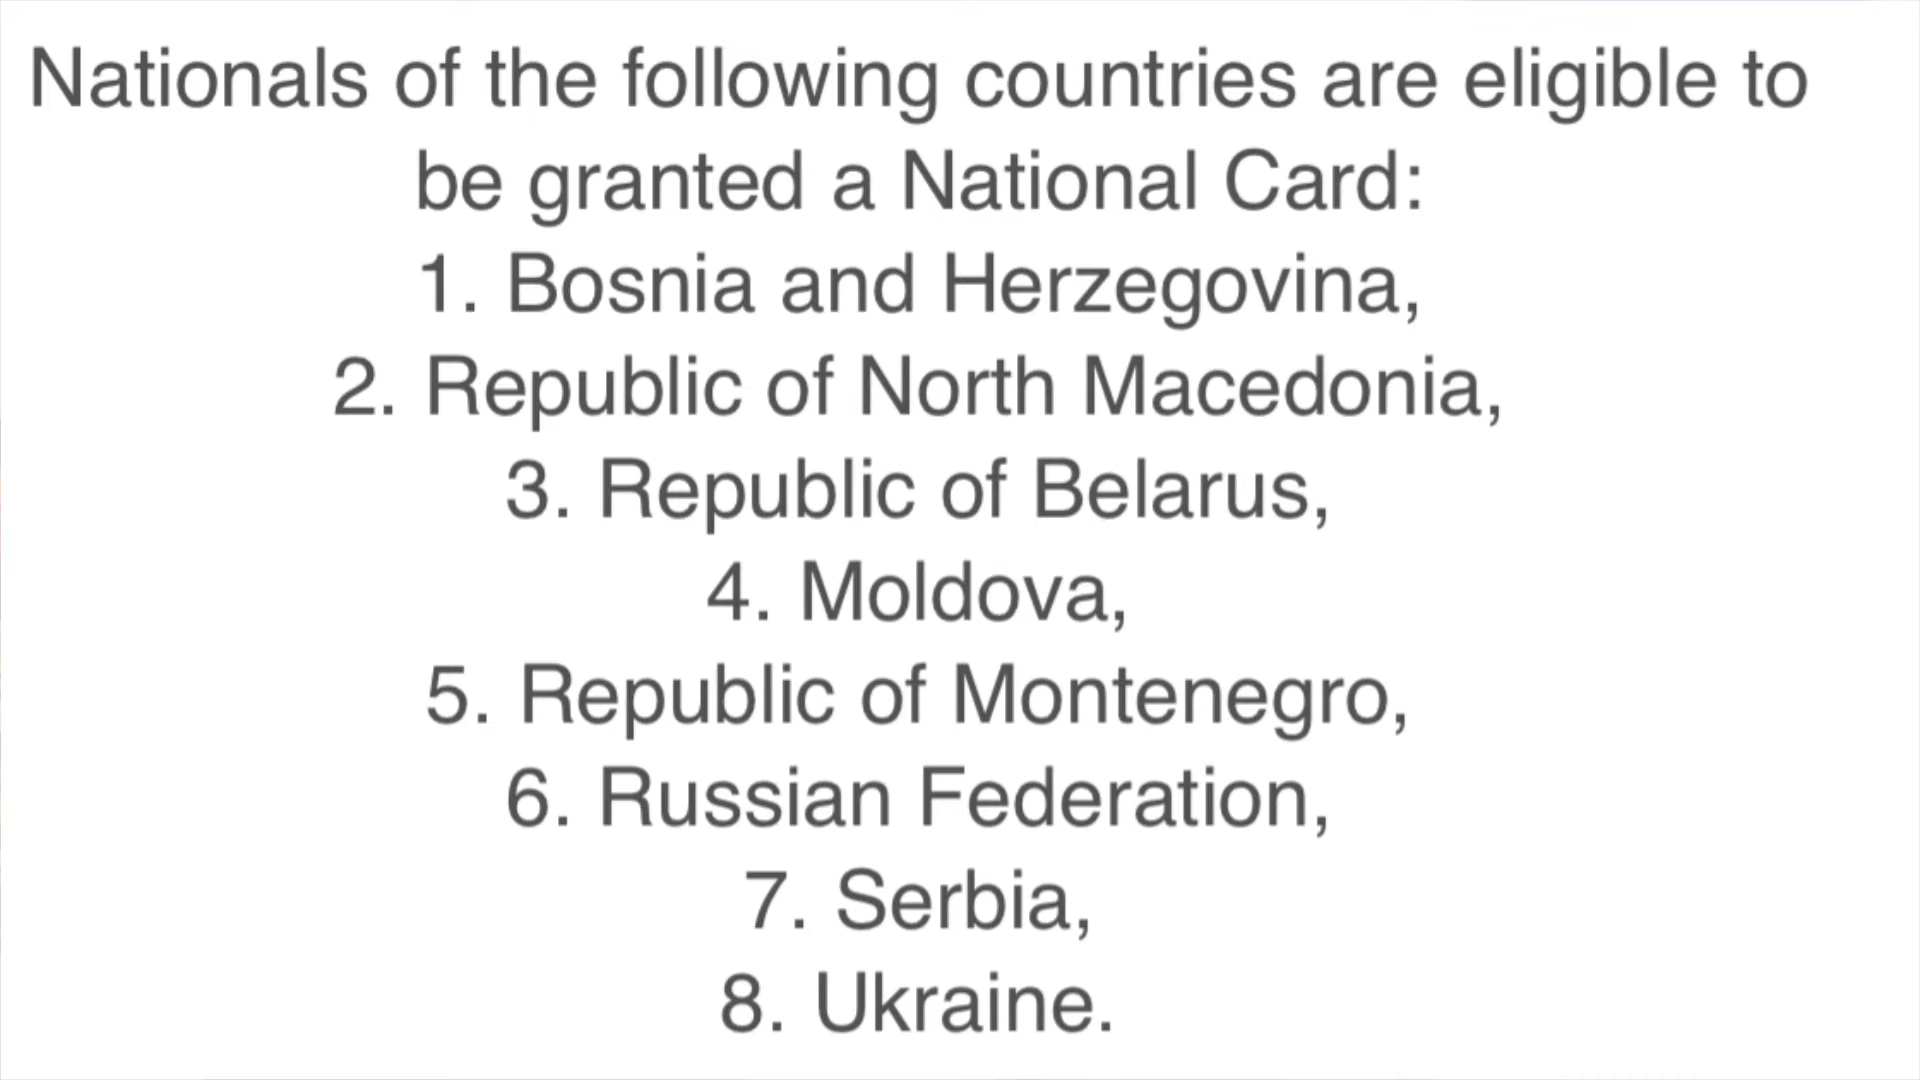 Nationals of the following countries are eligible to
be granted a National Card:
1. Bosnia and Herzegovina,
2. Republic of North Macedonia,
3. Republic of Belarus,
4. Moldova,
5. Republic of Montenegro,
6. Russian Federation,
7. Serbia,
8. Ukraine.